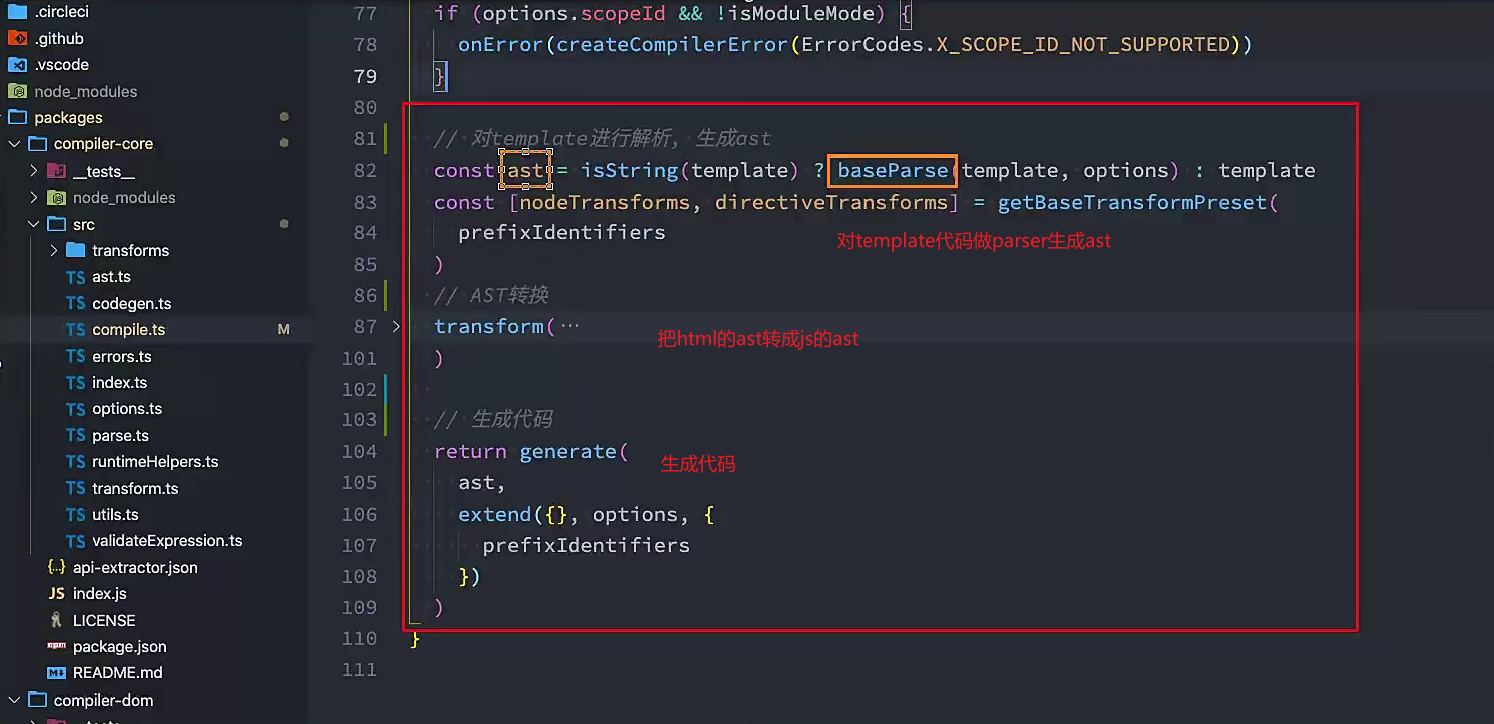 .circleci
.github
.vscode
node_modules
packages
compiler-core
__tests__
node_modules
src
transforms
TS ast.ts
TS codegen.ts
TS compile.ts M
TS errors.ts
TS index.ts
TS options.ts
TS parse.ts
TS runtimeHelpers.ts
TS transform.ts
TS utils.ts
TS validateExpression.ts
{..} api-extractor.json
JS index.js
LICENSE
npm package.json
M↓ README.md
compiler-dom
77 if (options.scopeId && !isModuleMode) {
78 onError(createCompilerError(ErrorCodes.X_SCOPE_ID_NOT_SUPPORTED))
79 }
80
81 // 对template进行解析, 生成ast
82 const ast = isString(template) ? baseParse(template, options) : template
83 const [nodeTransforms, directiveTransforms] = getBaseTransformPreset(
84 prefixIdentifiers
对template代码做parser生成ast
85 )
86 // AST转换
87 transform(···
把html的ast转成js的ast
101 )
102
103 // 生成代码
104 return generate(
生成代码
105 ast,
106 extend({}, options, {
107 prefixIdentifiers
108 })
109 )
110 }
111